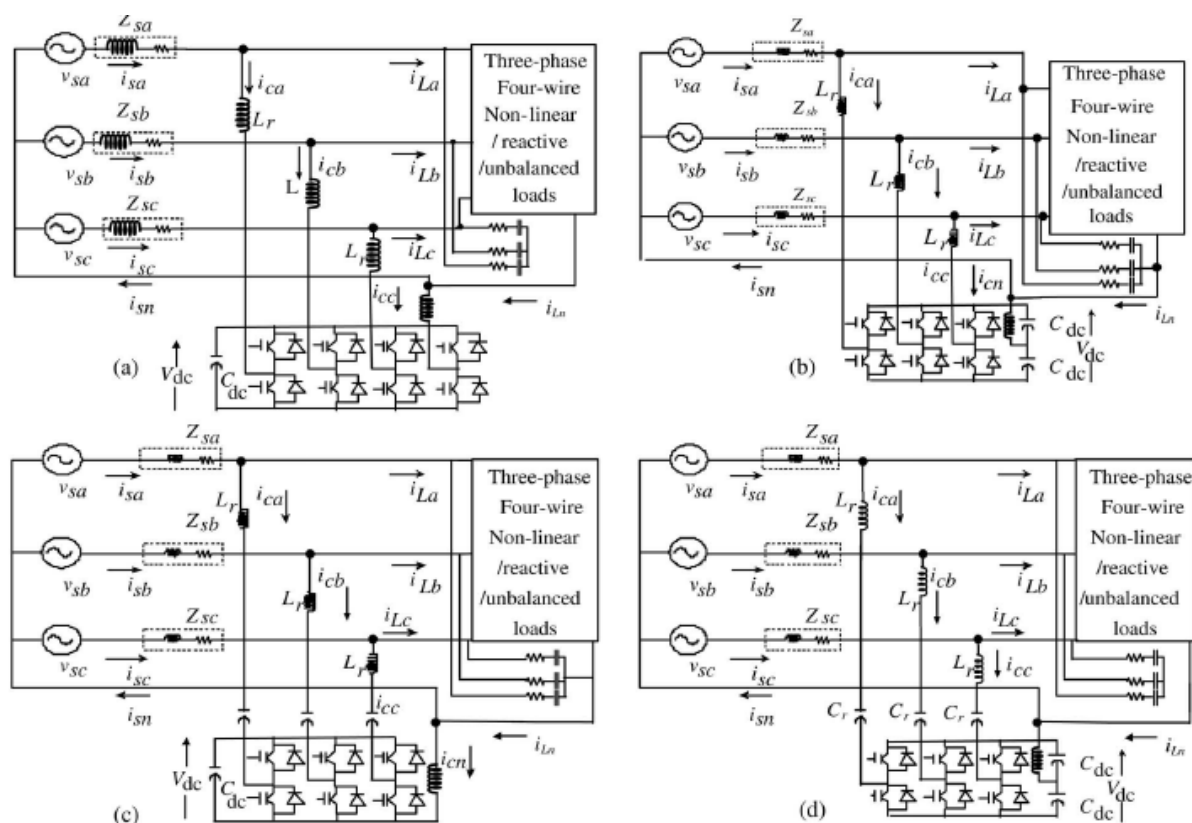 Z_sa
v_sa
i_sa
i_ca
L_r
i_La
Three-phase
Four-wire
Non-linear
/ reactive
/unbalanced
loads
Z_sb
v_sb
i_sb
L
i_cb
i_Lb
Z_sc
v_sc
i_sc
L_r
i_Lc
i_sn
i_cc
i_Ln
(a)
V_dc
C_dc
Z_sa
v_sa
i_sa
L_r
i_ca
i_La
Three-phase
Four-wire
Non-linear
/reactive
/unbalanced
loads
Z_sb
v_sb
i_sb
L_r
i_cb
i_Lb
Z_sc
v_sc
i_sc
L_r
i_Lc
i_cc
i_cn
i_sn
i_Ln
(b)
C_dc
V_dc
C_dc
Z_sa
v_sa
i_sa
L_r
i_ca
i_La
Three-phase
Four-wire
Non-linear
/reactive
/unbalanced
loads
Z_sb
v_sb
i_sb
L_r
i_cb
i_Lb
Z_sc
v_sc
i_sc
L_r
i_Lc
i_sn
i_cc
i_cn
i_Ln
(c)
V_dc
C_dc
Z_sa
v_sa
i_sa
L_r
i_ca
i_La
Three-phase
Four-wire
Non-linear
/reactive
/unbalanced
loads
Z_sb
v_sb
i_sb
L_r
i_cb
i_Lb
Z_sc
v_sc
i_sc
L_r
i_Lc
i_cc
i_sn
C_r
C_r
C_r
i_Ln
(d)
C_dc
V_dc
C_dc